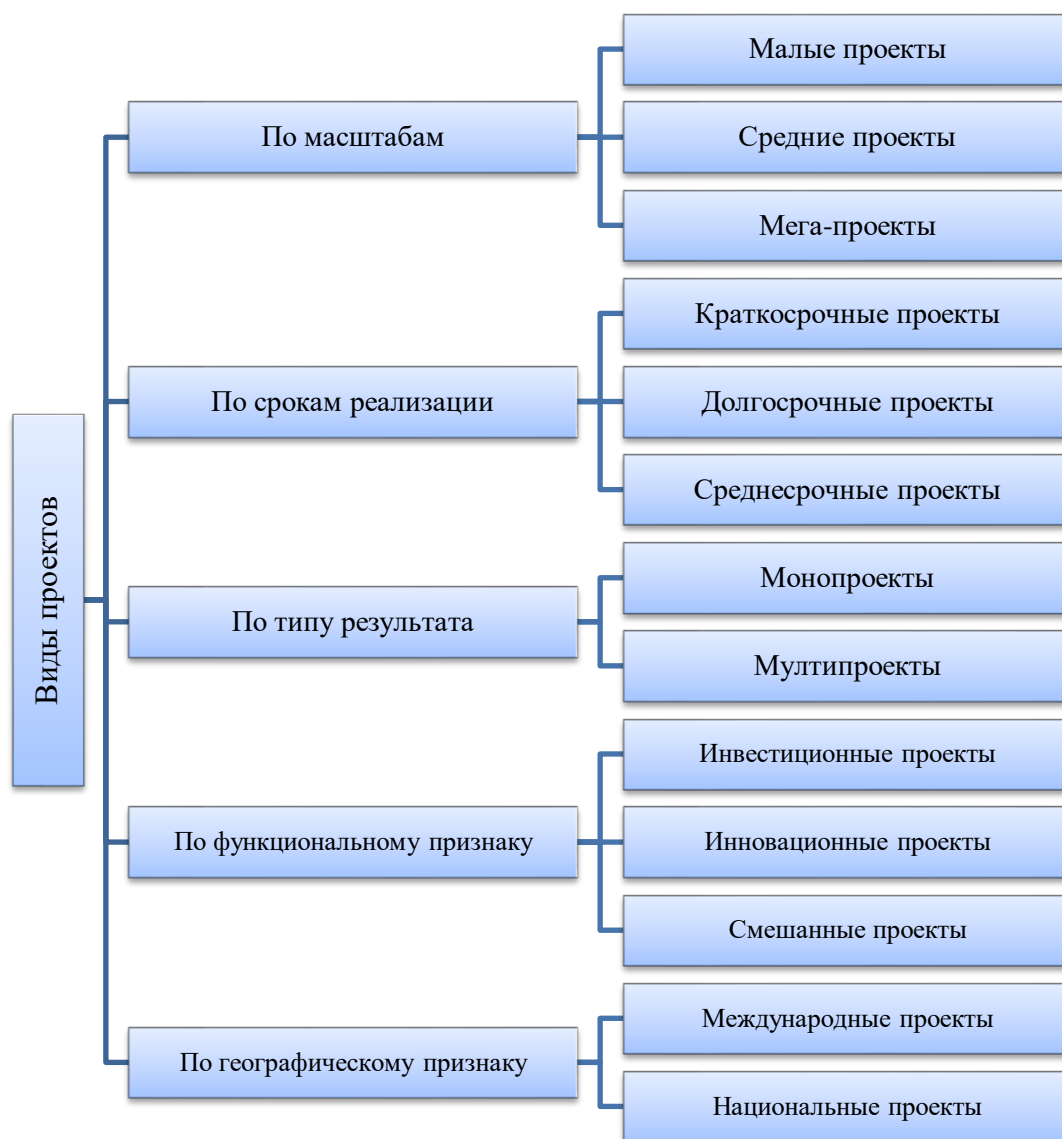 Виды проектов
По масштабам
Малые проекты
Средние проекты
Мега-проекты
По срокам реализации
Краткосрочные проекты
Долгосрочные проекты
Среднесрочные проекты
По типу результата
Монопроекты
Мултипроекты
По функциональному признаку
Инвестиционные проекты
Инновационные проекты
Смешанные проекты
По географическому признаку
Международные проекты
Национальные проекты